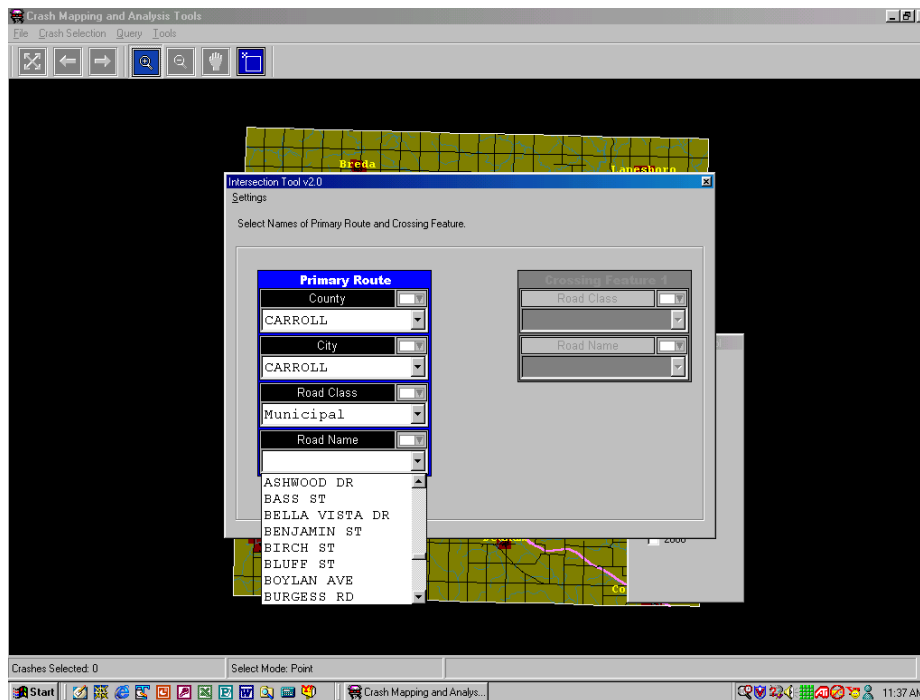 Crash Mapping and Analysis Tools
File Crash Selection Query Tools
Breda
Lanesboro
Intersection Tool v2.0
Settings
Select Names of Primary Route and Crossing Feature.
Primary Route
County
CARROLL
City
CARROLL
Road Class
Municipal
Road Name
ASHWOOD DR
BASS ST
BELLA VISTA DR
BENJAMIN ST
BIRCH ST
BLUFF ST
BOYLAN AVE
BURGESS RD
Crossing Feature 1
Road Class
Road Name
2000
Co
Crashes Selected: 0
Select Mode: Point
Start
Crash Mapping and Analys...
11:37 A